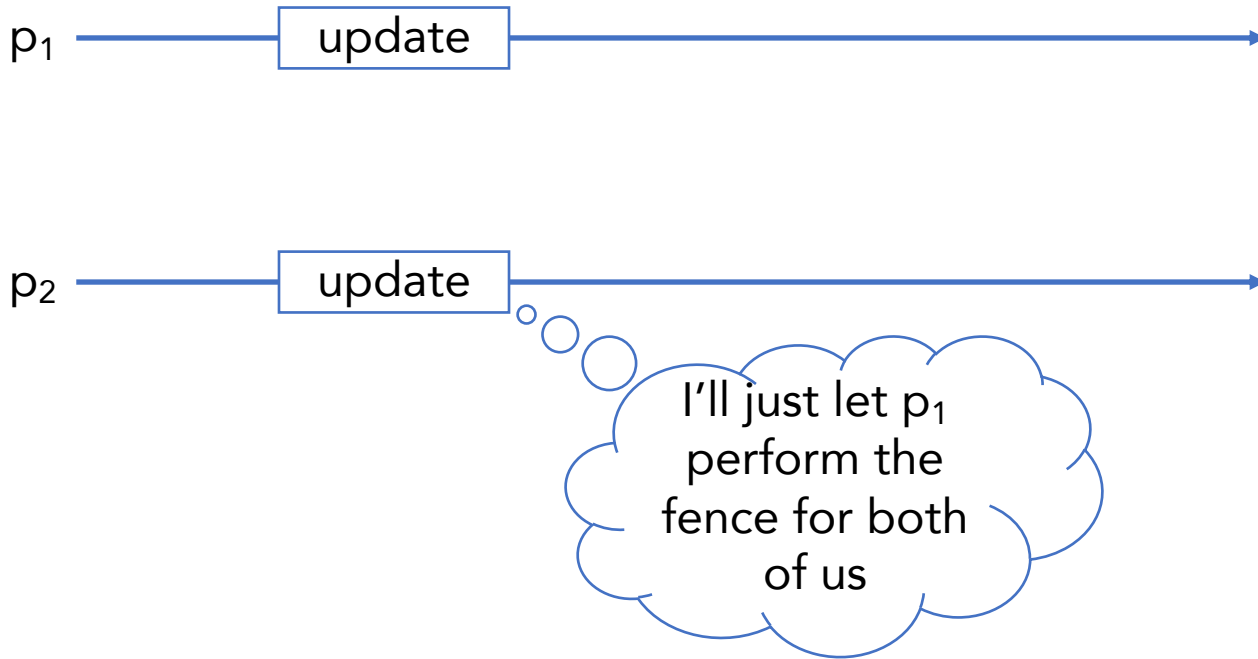 p₁ update
p₂ update
I’ll just let p₁
perform the
fence for both
of us